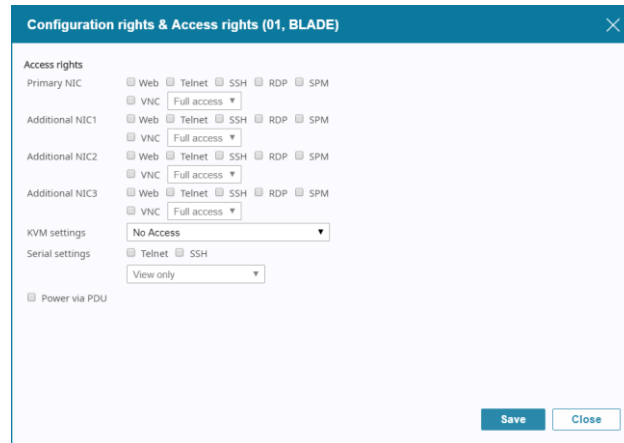 Configuration rights & Access rights (01, BLADE)
Access rights
Primary NIC Web Telnet SSH RDP SPM
VNC Full access
Additional NIC1 Web Telnet SSH RDP SPM
VNC Full access
Additional NIC2 Web Telnet SSH RDP SPM
VNC Full access
Additional NIC3 Web Telnet SSH RDP SPM
VNC Full access
KVM settings No Access
Serial settings Telnet SSH
View only
Power via PDU
Save Close